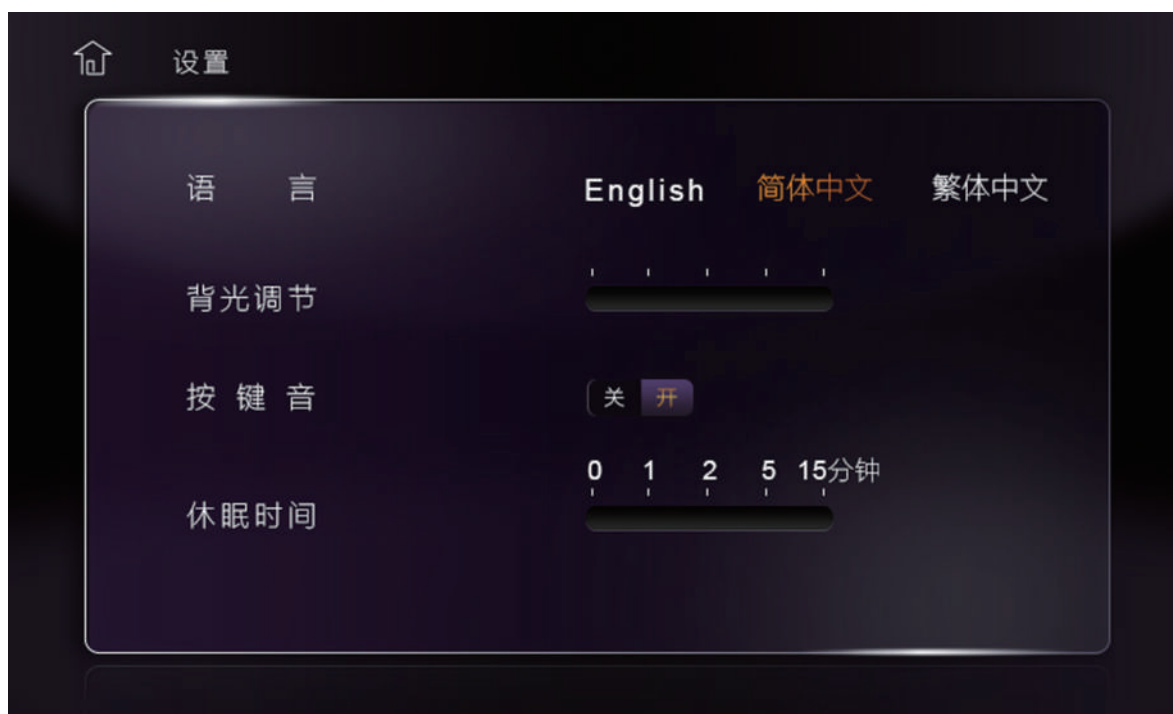 设置
语言 English 简体中文 繁体中文
背光调节
按键音 关 开
0 1 2 5 15分钟
休眠时间